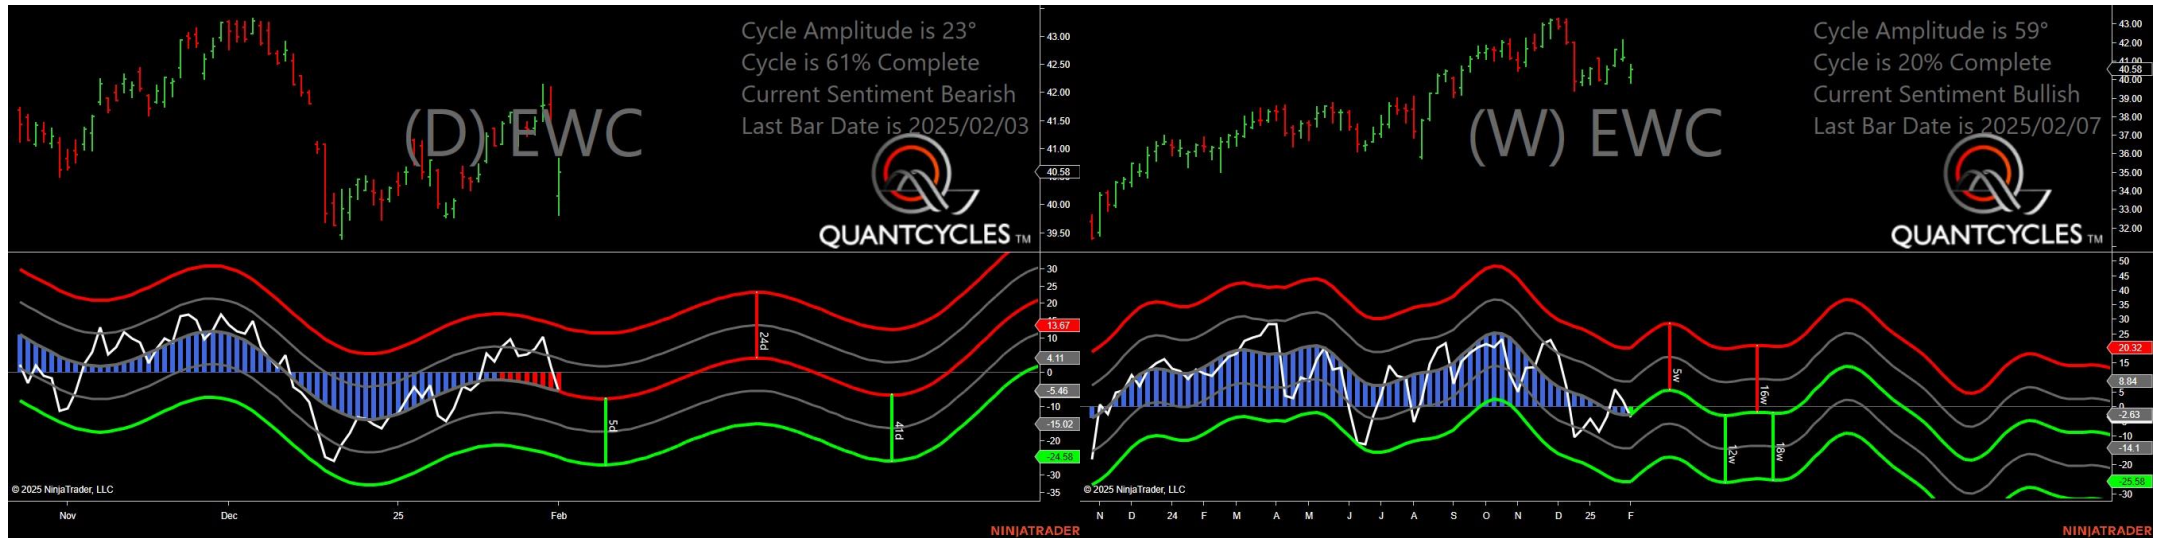 Cycle Amplitude is 23°
Cycle is 61% Complete
Current Sentiment Bearish
Last Bar Date is 2025/02/03
(D) EWC
QUANTCYCLES TM
43.00
42.50
42.00
41.50
41.00
40.58
40.00
39.50
30
25
20
13.67
10
4.11
0
-5.46
-10
-15.02
-20
-24.58
-30
-35
24d
5d
41d
© 2025 NinjaTrader, LLC
Nov
Dec
25
Feb
NINJATRADER
Cycle Amplitude is 59°
Cycle is 20% Complete
Current Sentiment Bullish
Last Bar Date is 2025/02/07
(W) EWC
QUANTCYCLES TM
43.00
42.00
41.00
40.58
40.00
39.00
38.00
37.00
36.00
35.00
34.00
33.00
32.00
50
45
40
35
30
25
20.32
15
8.84
5
0
-2.63
-10
-14.1
-20
-25.58
-30
5w
16w
12w
18w
© 2025 NinjaTrader, LLC
N
D
24
F
M
A
M
J
J
A
S
O
N
D
25
F
NINJATRADER